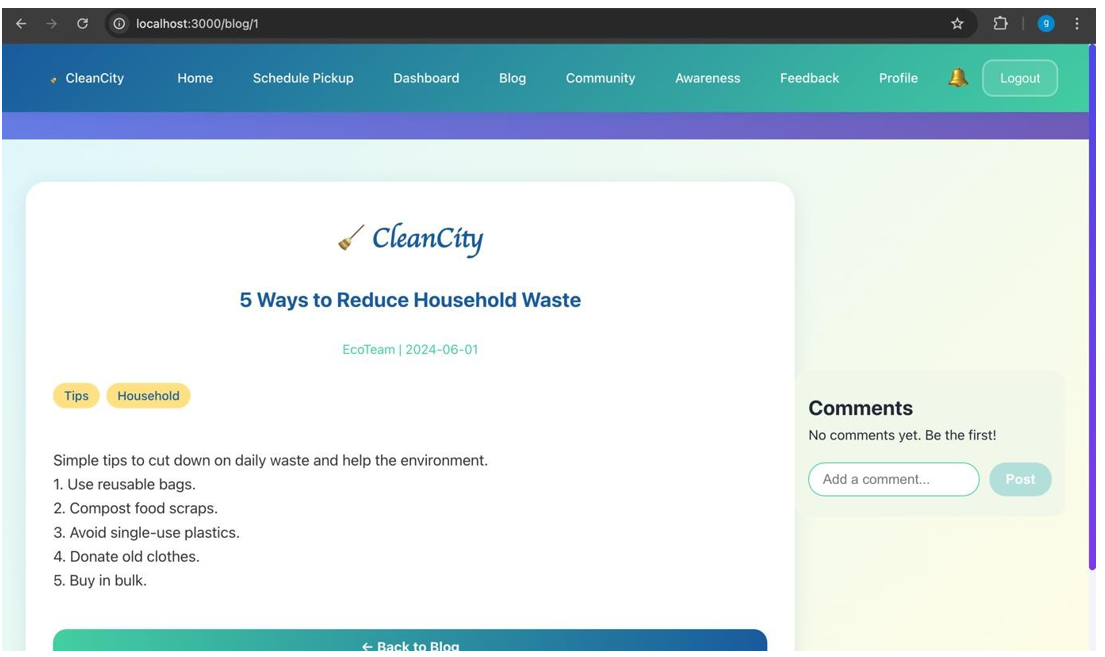 localhost:3000/blog/1
g
CleanCity Home Schedule Pickup Dashboard Blog Community Awareness Feedback Profile Logout
CleanCity
5 Ways to Reduce Household Waste
EcoTeam | 2024-06-01
Tips Household
Simple tips to cut down on daily waste and help the environment.
1. Use reusable bags.
2. Compost food scraps.
3. Avoid single-use plastics.
4. Donate old clothes.
5. Buy in bulk.
← Back to Blog
Comments
No comments yet. Be the first!
Add a comment... Post